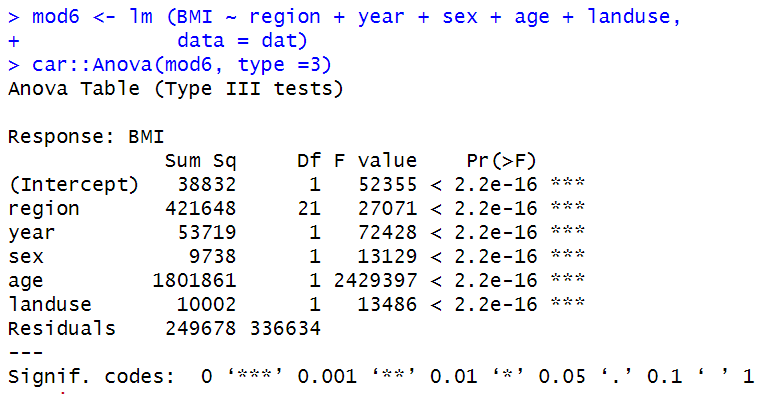 > mod6 <- lm (BMI ~ region + year + sex + age + landuse,
+             data = dat)
> car::Anova(mod6, type =3)
Anova Table (Type III tests)

Response: BMI
             Sum Sq     Df F value    Pr(>F)
(Intercept)   38832      1   52355 < 2.2e-16 ***
region       421648     21   27071 < 2.2e-16 ***
year          53719      1   72428 < 2.2e-16 ***
sex            9738      1   13129 < 2.2e-16 ***
age         1801861      1 2429397 < 2.2e-16 ***
landuse       10002      1   13486 < 2.2e-16 ***
Residuals    249678 336634
---
Signif. codes:  0 ‘***’ 0.001 ‘**’ 0.01 ‘*’ 0.05 ‘.’ 0.1 ‘ ’ 1